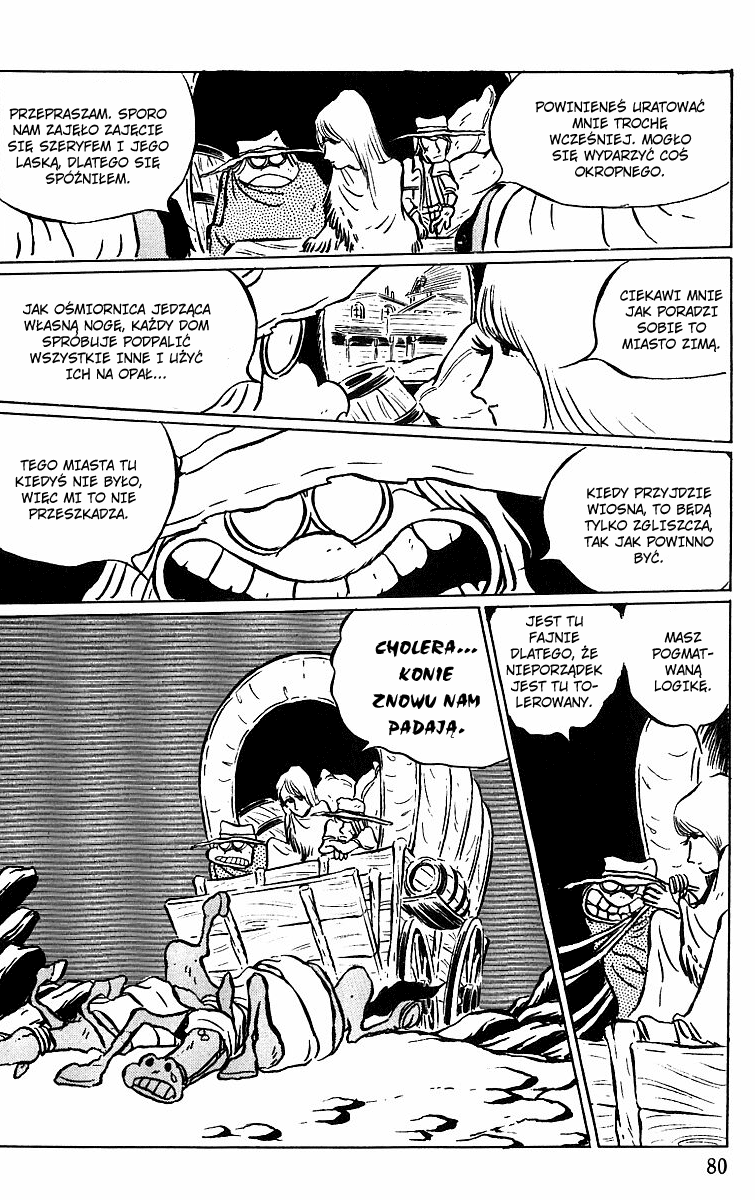 POWINIENEŚ URATOWAĆ
MNIE TROCHĘ
WCZEŚNIEJ. MOGŁO
SIĘ WYDARZYĆ COŚ
OKROPNEGO.
PRZEPRASZAM. SPORO
NAM ZAJĘŁO ZAJĘCIE
SIĘ SZERYFEM I JEGO
LASKĄ, DLATEGO SIĘ
SPÓŹNIŁEM.
CIEKAWI MNIE
JAK PORADZI
SOBIE TO
MIASTO ZIMĄ.
JAK OŚMIORNICA JEDZĄCA
WŁASNĄ NOGĘ, KAŻDY DOM
SPRÓBUJE PODPALIĆ
WSZYSTKIE INNE I UŻYĆ
ICH NA OPAŁ...
KIEDY PRZYJDZIE
WIOSNA, TO BĘDĄ
TYLKO ZGLISZCZA,
TAK JAK POWINNO
BYĆ.
TEGO MIASTA TU
KIEDYŚ NIE BYŁO,
WIĘC MI TO NIE
PRZESZKADZA.
MASZ
POGMAT-
WANĄ
LOGIKĘ.
JEST TU
FAJNIE
DLATEGO, ŻE
NIEPORZĄDEK
JEST TU TO-
LEROWANY.
CHOLERA...
KONIE
ZNOWU NAM
PADAJĄ.
80